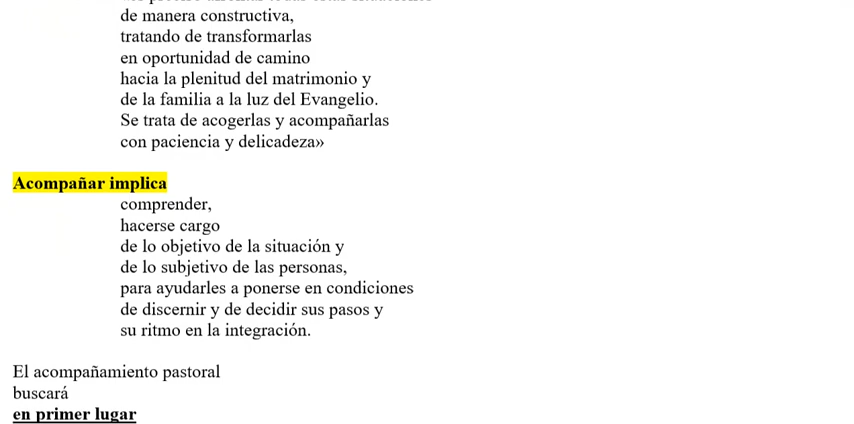 de manera constructiva,
tratando de transformarlas
en oportunidad de camino
hacia la plenitud del matrimonio y
de la familia a la luz del Evangelio.
Se trata de acogerlas y acompañarlas
con paciencia y delicadeza»
Acompañar implica
comprender,
hacerse cargo
de lo objetivo de la situación y
de lo subjetivo de las personas,
para ayudarles a ponerse en condiciones
de discernir y de decidir sus pasos y
su ritmo en la integración.
El acompañamiento pastoral
buscará
en primer lugar